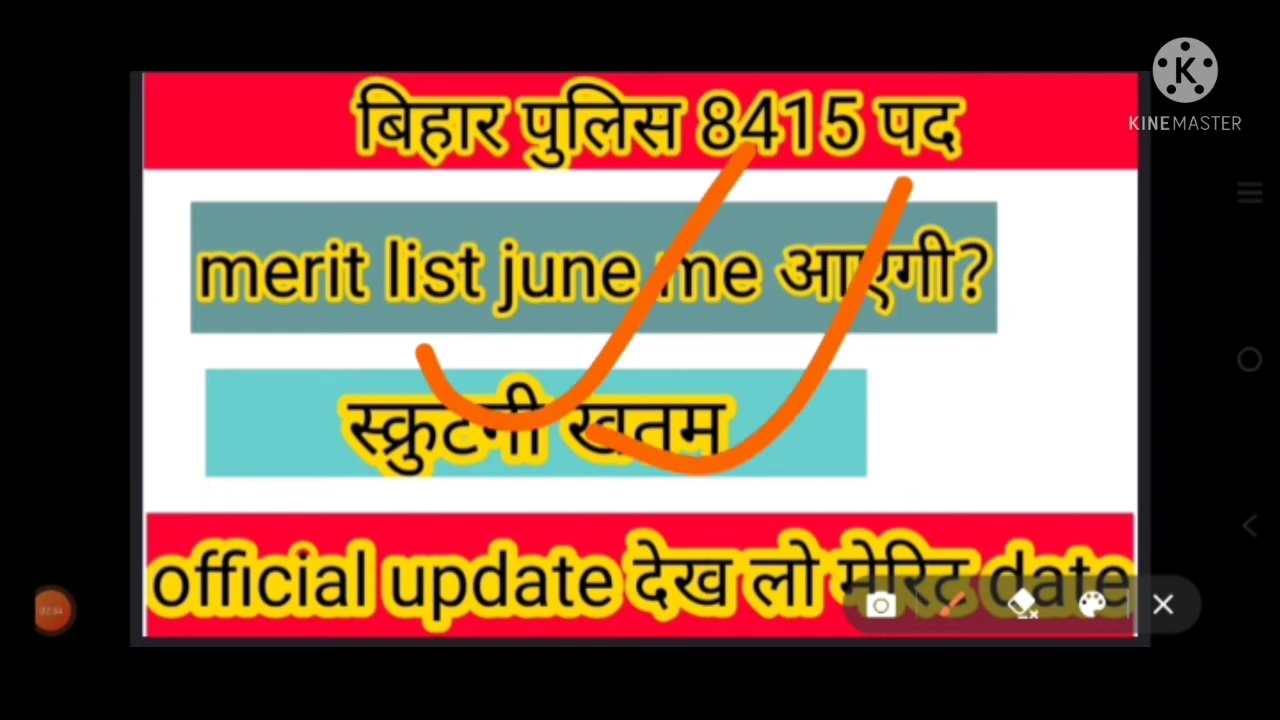 बिहार पुलिस 8415 पद
K
KINEMASTER
merit list june me आएगी?
स्क्रुटनी खतम
official update देख लो मेरिट date